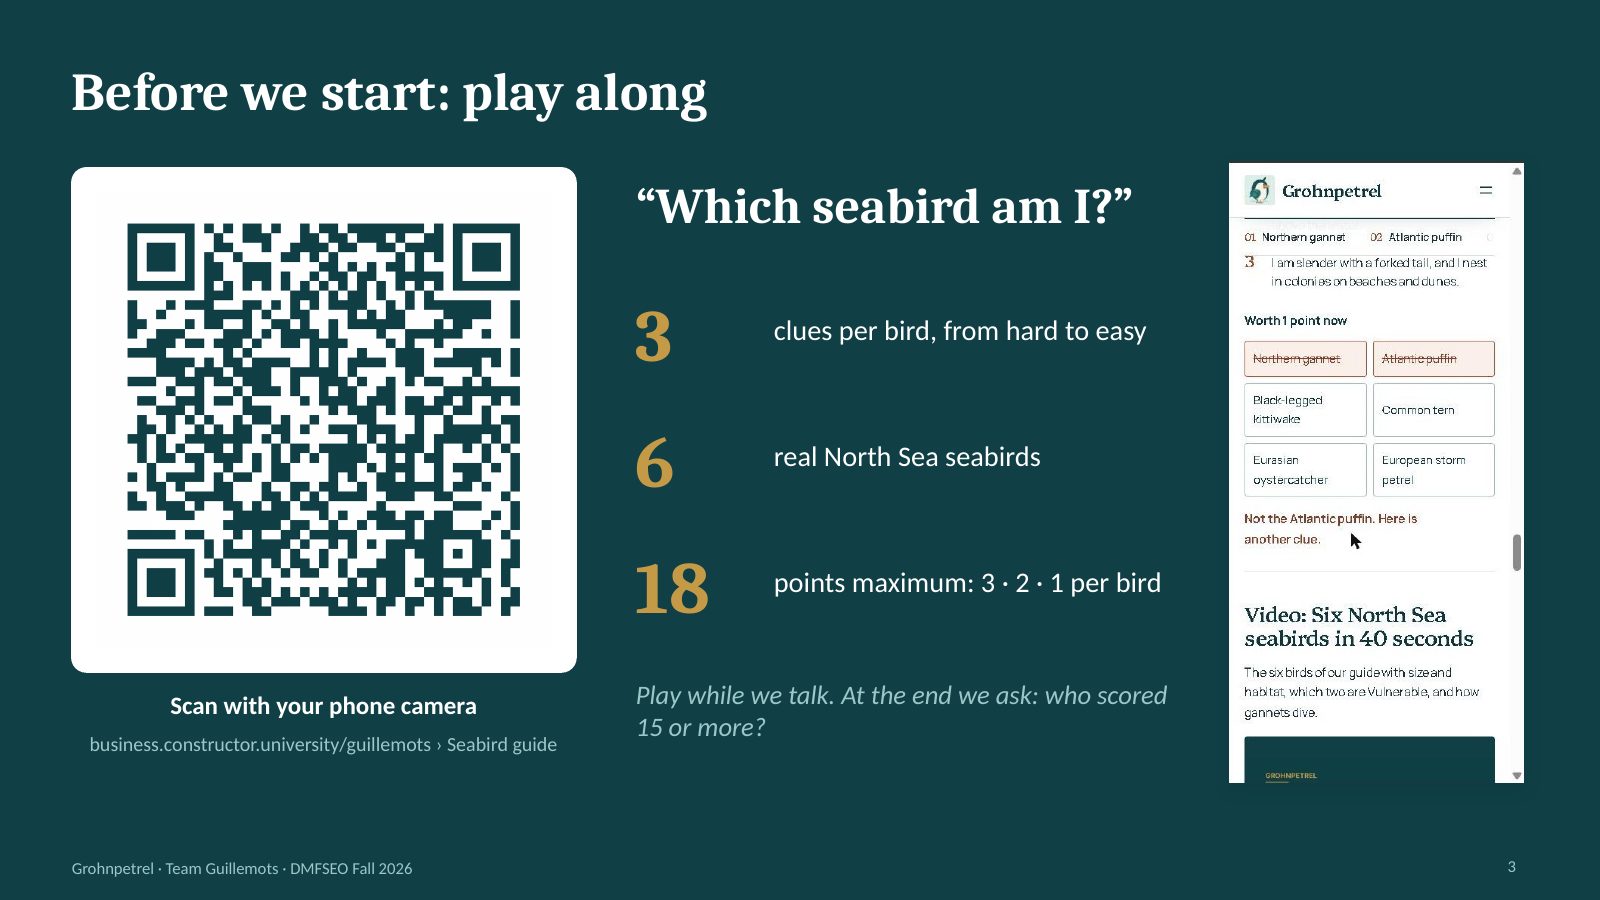 Before we start: play along
Scan with your phone camera
business.constructor.university/guillemots › Seabird guide
“Which seabird am I?”
3 clues per bird, from hard to easy
6 real North Sea seabirds
18 points maximum: 3 · 2 · 1 per bird
Play while we talk. At the end we ask: who scored
15 or more?
Grohnpetrel
01 Northern gannet 02 Atlantic puffin
3 I am slender with a forked tail, and I nest
in colonies on beaches and dunes.
Worth 1 point now
Northern gannet Atlantic puffin
Black-legged
kittiwake
Common tern
Eurasian
oystercatcher
European storm
petrel
Not the Atlantic puffin. Here is
another clue.
Video: Six North Sea
seabirds in 40 seconds
The six birds of our guide with size and
habitat, which two are Vulnerable, and how
gannets dive.
GROHNPETREL
Grohnpetrel · Team Guillemots · DMFSEO Fall 2026
3